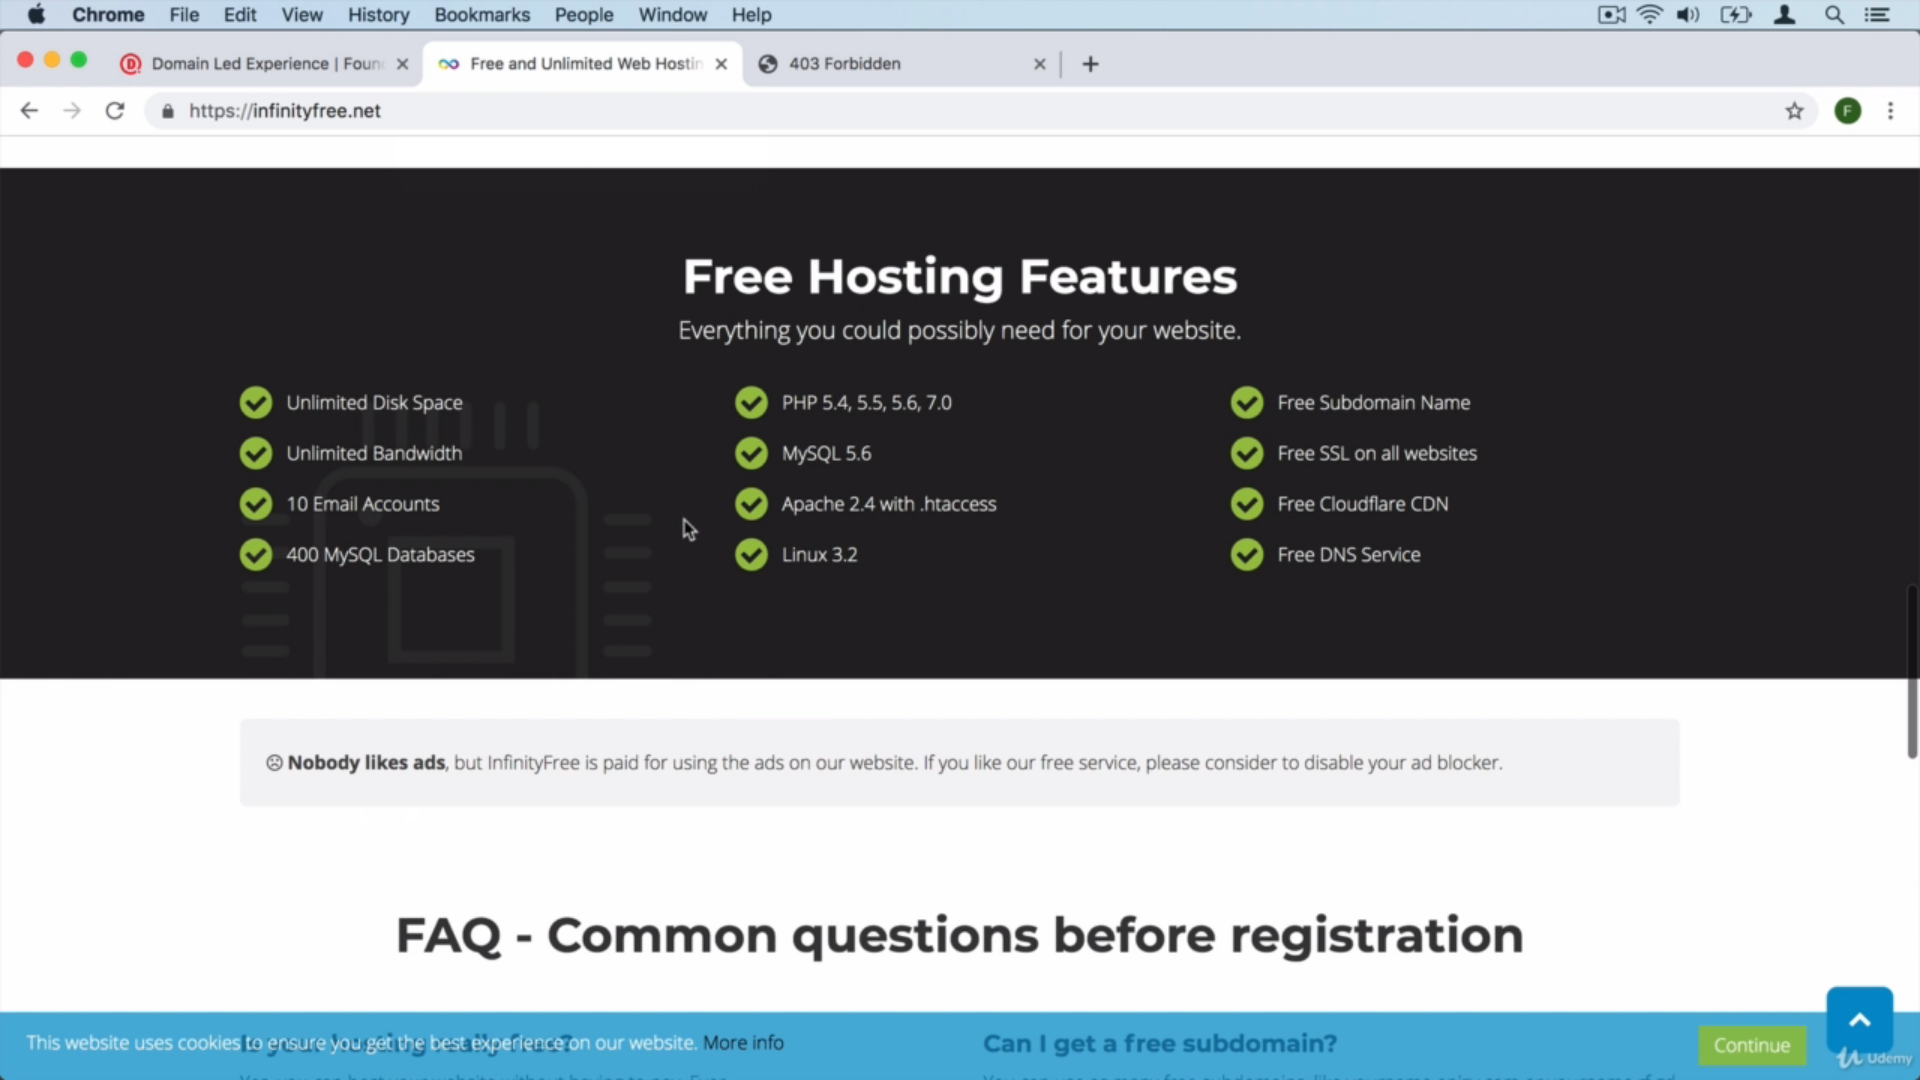 Chrome File Edit View History Bookmarks People Window Help
Domain Led Experience | Foun
Free and Unlimited Web Hostin
403 Forbidden
https://infinityfree.net
F
Free Hosting Features
Everything you could possibly need for your website.
Unlimited Disk Space
Unlimited Bandwidth
10 Email Accounts
400 MySQL Databases
PHP 5.4, 5.5, 5.6, 7.0
MySQL 5.6
Apache 2.4 with .htaccess
Linux 3.2
Free Subdomain Name
Free SSL on all websites
Free Cloudflare CDN
Free DNS Service
Nobody likes ads, but InfinityFree is paid for using the ads on our website. If you like our free service, please consider to disable your ad blocker.
FAQ - Common questions before registration
This website uses cookies to ensure you get the best experience on our website. More info
Can I get a free subdomain?
Continue
Udemy